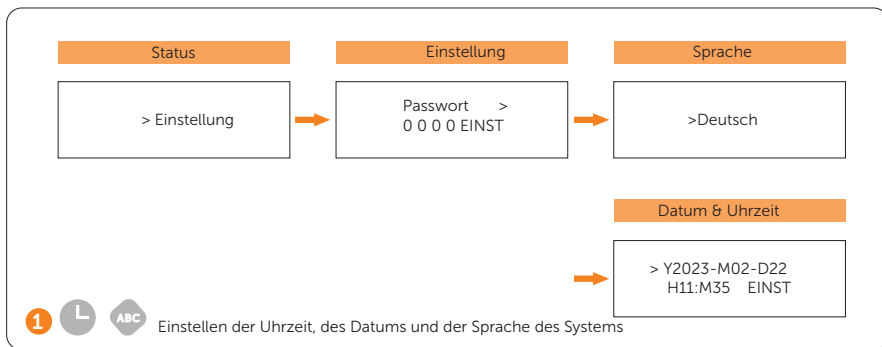 Status
> Einstellung
Einstellung
Passwort >
0 0 0 0 EINST
Sprache
>Deutsch
Datum & Uhrzeit
> Y2023-M02-D22
H11:M35 EINST
1 ABC Einstellen der Uhrzeit, des Datums und der Sprache des Systems